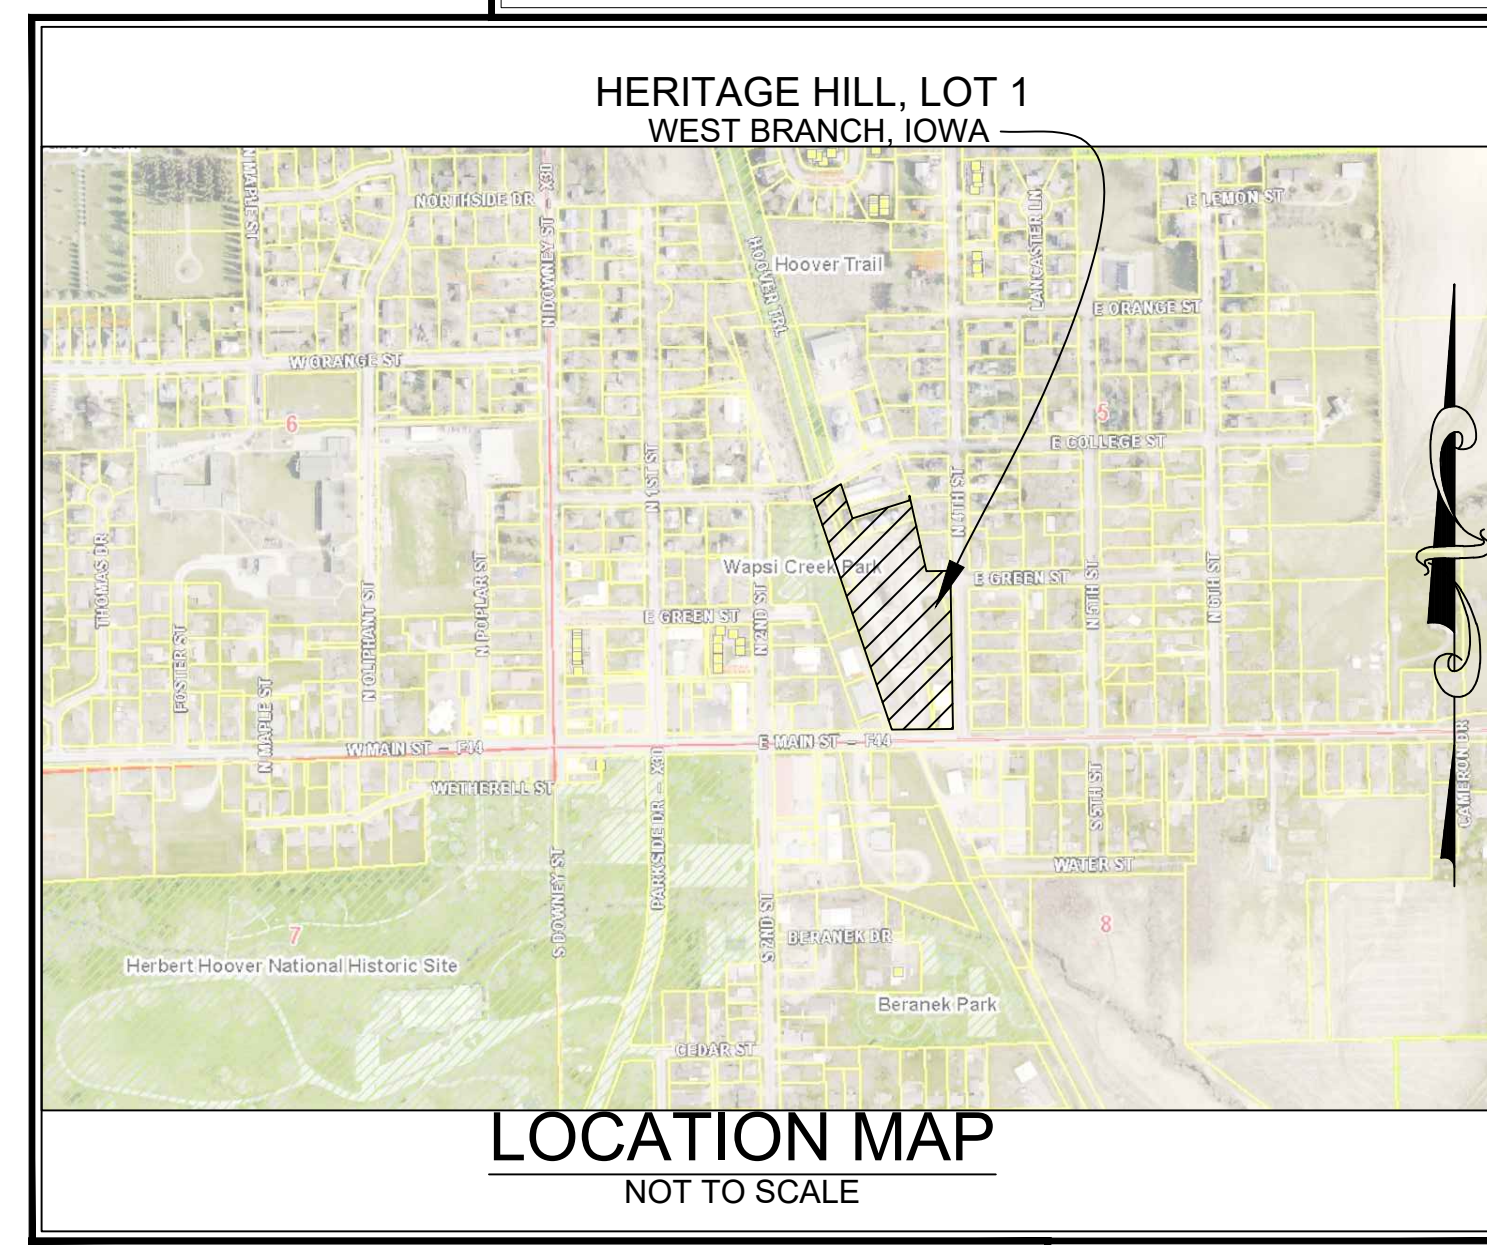 HERITAGE HILL, LOT 1
WEST BRANCH, IOWA
N MAPLE ST
NORTHSIDE DR
N DOWNEY ST - X30
HOOVER TRL
Hoover Trail
LANCASTER LN
E LEMON ST
E ORANGE ST
W ORANGE ST
6
5
E COLLEGE ST
N 1ST ST
N 4TH ST
THOMAS DR
N POPLAR ST
Wapsi Creek Park
E GREEN ST
N 5TH ST
N 6TH ST
N OLIPHANT ST
E GREEN ST
N 2ND ST
FOSTER ST
N MAPLE ST
W MAIN ST - F44
E MAIN ST - F44
CAMERON DR
WETHERELL ST
PARKSIDE DR - X30
S 5TH ST
WATER ST
S DOWNEY ST
S 2ND ST
7
8
BERANEK DR
Herbert Hoover National Historic Site
Beranek Park
CEDAR ST
LOCATION MAP
NOT TO SCALE